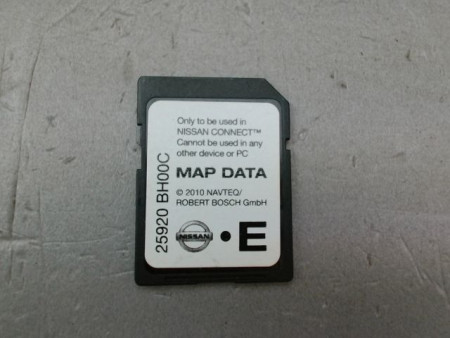 Only to be used in
NISSAN CONNECT™
Cannot be used in any
other device or PC
MAP DATA
© 2010 NAVTEQ/
ROBERT BOSCH GmbH
NISSAN
• E
25920 BH00C